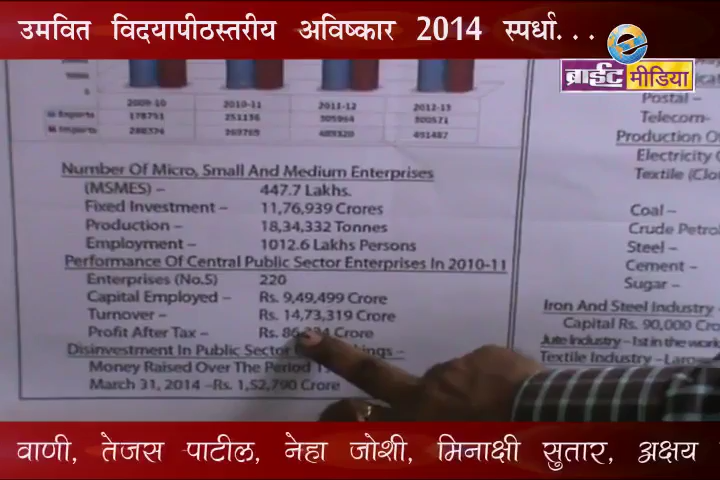 उमवित विदयापीठस्तरीय अविष्कार 2014 स्पर्धा...
ब्राईट मीडिया
2009-10 2010-11 2011-12 2012-13
Exports 178751 251136 305964 300571
Imports 288374 369769 489320 491487
Number Of Micro, Small And Medium Enterprises
(MSMES) – 447.7 Lakhs.
Fixed Investment – 11,76,939 Crores
Production – 18,34,332 Tonnes
Employment – 1012.6 Lakhs Persons
Performance Of Central Public Sector Enterprises In 2010-11
Enterprises (No.S) 220
Capital Employed – Rs. 9,49,499 Crore
Turnover – Rs. 14,73,319 Crore
Profit After Tax – Rs. Crore
Disinvestment In Public Sector
Money Raised Over The Period
March 31, 2014 –Rs. 1,52,790 Crore
Postal –
Telecom-
Production
Electricity
Textile
Coal –
Crude
Steel –
Cement –
Sugar –
Iron And Steel Industry
Capital Rs. 90,000
Jute Industry – 1st in the
Textile Industry –
वाणी, तेजस पाटील, नेहा जोशी, मिनाक्षी सुतार, अक्षय